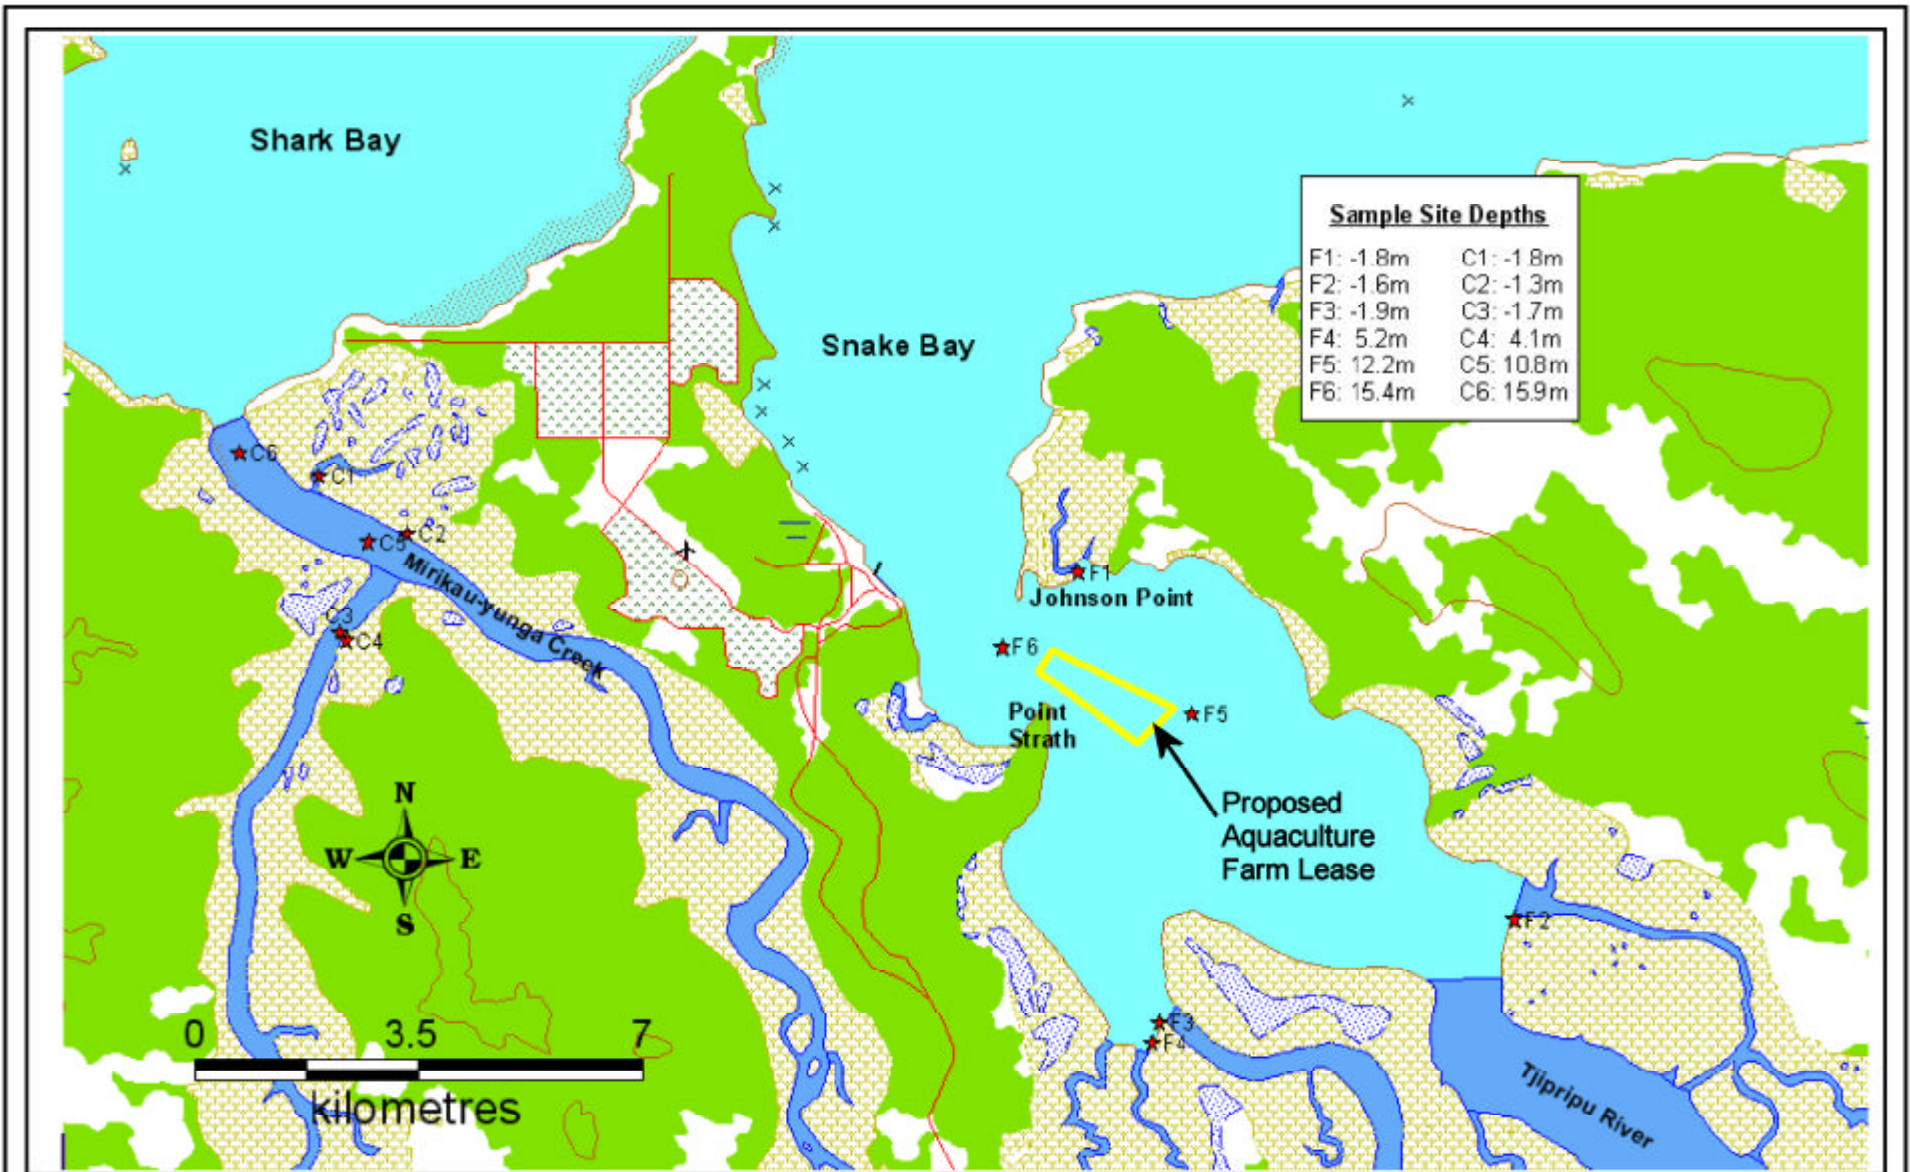 Shark Bay
Sample Site Depths
F1: -1.8m C1: -1.8m
F2: -1.6m C2: -1.3m
F3: -1.9m C3: -1.7m
F4: 5.2m C4: 4.1m
F5: 12.2m C5: 10.8m
F6: 15.4m C6: 15.9m
Snake Bay
C6
C1
C2
C5
Mirikau-yunga Creek
F1
Johnson Point
C3
C4
F6
Point
Strath
F5
N
W E
S
Proposed
Aquaculture
Farm Lease
F2
F3
F4
0 3.5 7
kilometres
Tjipripu River